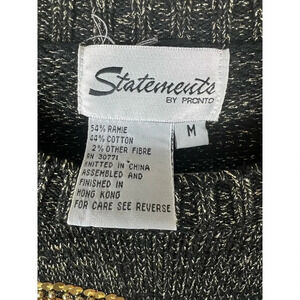 Statements
BY PRONTO
M
54% RAMIE
44% COTTON
2% OTHER FIBRE
RN 30771
KNITTED IN CHINA
ASSEMBLED AND
FINISHED IN
HONG KONG
FOR CARE SEE REVERSE